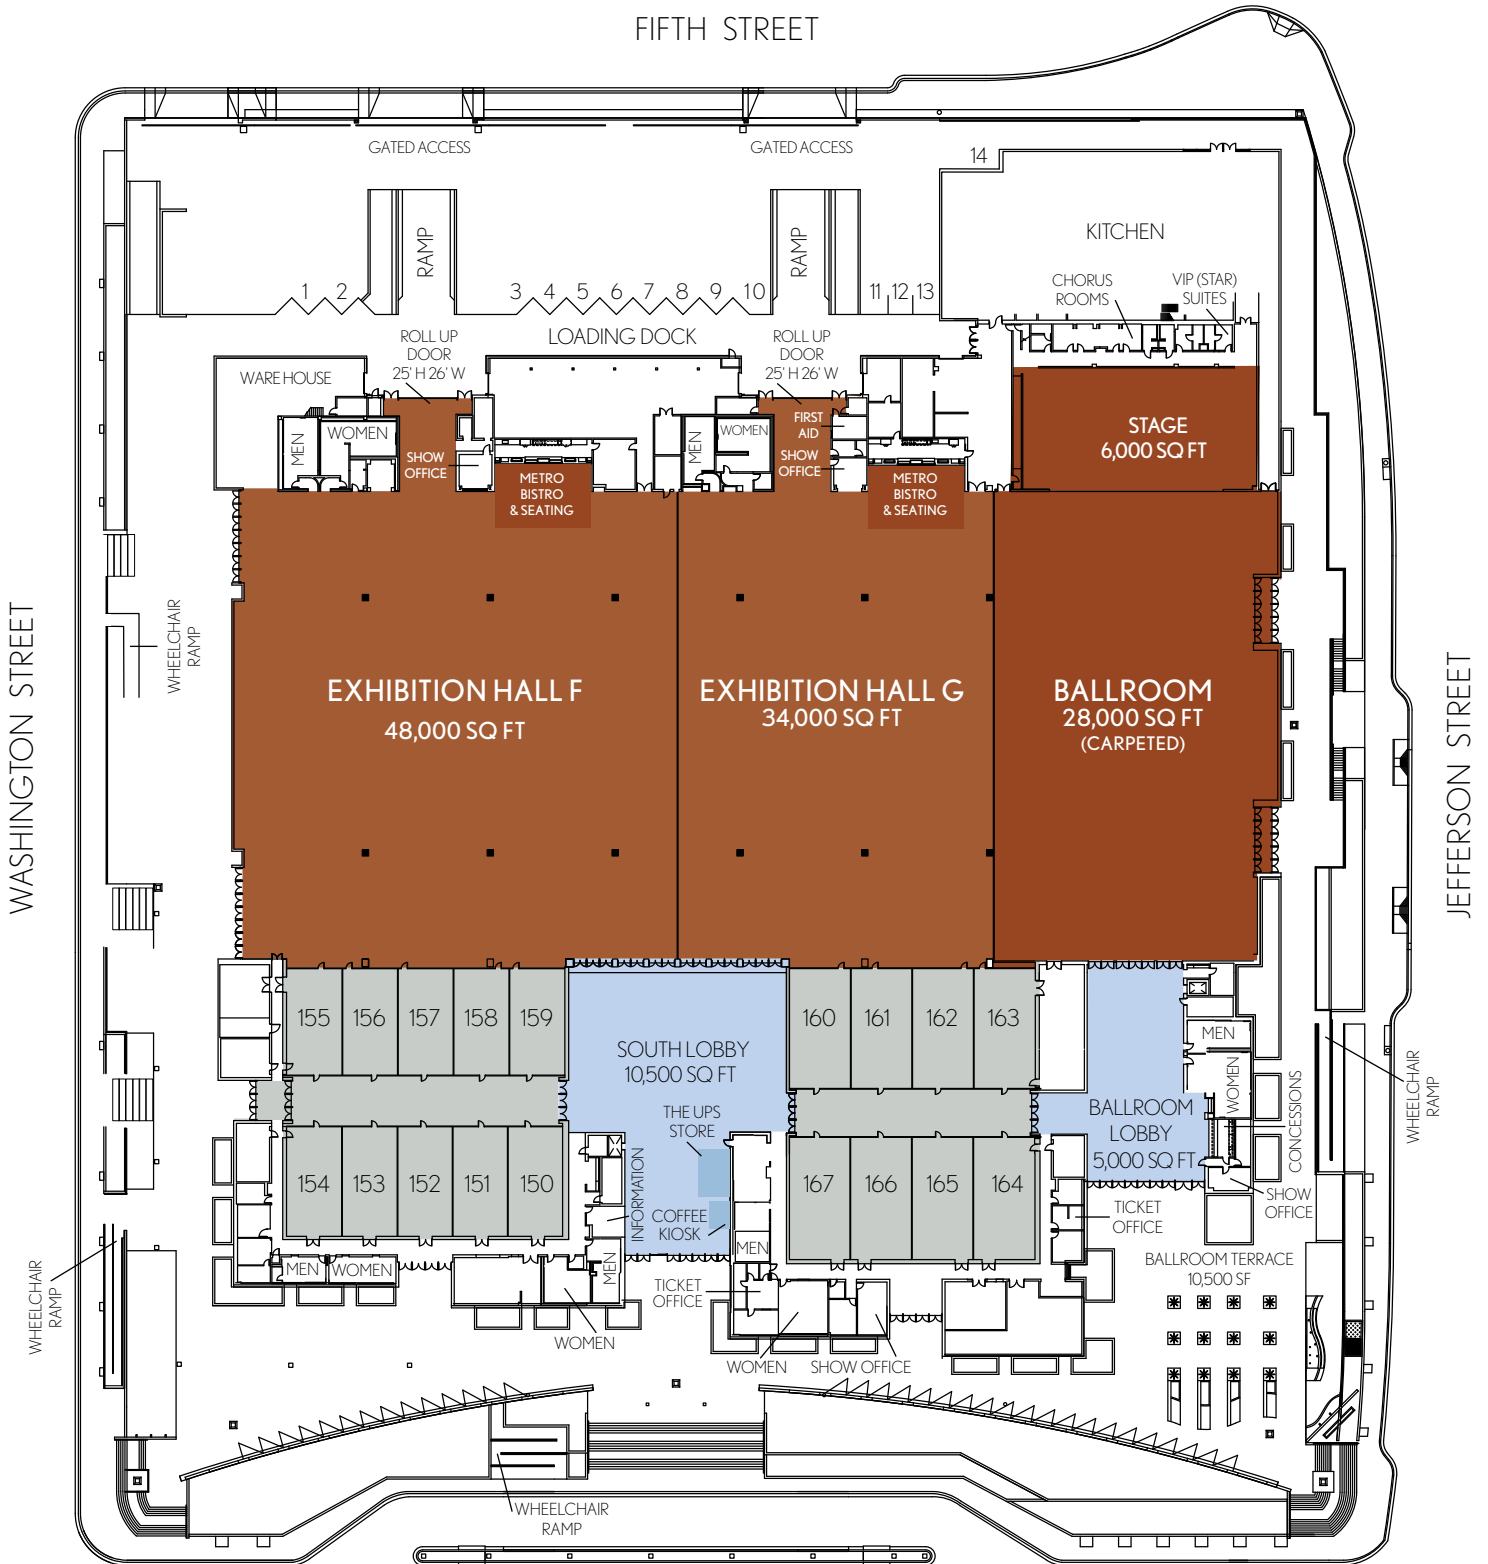 FIFTH STREET
GATED ACCESS
GATED ACCESS
14
KITCHEN
RAMP
RAMP
CHORUS
ROOMS
VIP (STAR)
SUITES
1
2
3
4
5
6
7
8
9
10
11
12
13
LOADING DOCK
ROLL UP
DOOR
25' H 26' W
ROLL UP
DOOR
25' H 26' W
WAREHOUSE
MEN
WOMEN
SHOW
OFFICE
METRO
BISTRO
& SEATING
MEN
WOMEN
FIRST
AID
SHOW
OFFICE
METRO
BISTRO
& SEATING
STAGE
6,000 SQ FT
WASHINGTON STREET
WHEELCHAIR
RAMP
EXHIBITION HALL F
48,000 SQ FT
EXHIBITION HALL G
34,000 SQ FT
BALLROOM
28,000 SQ FT
(CARPETED)
JEFFERSON STREET
155
156
157
158
159
SOUTH LOBBY
10,500 SQ FT
160
161
162
163
MEN
WOMEN
CONCESSIONS
WHEELCHAIR
RAMP
THE UPS
STORE
BALLROOM
LOBBY
5,000 SQ FT
154
153
152
151
150
INFORMATION
COFFEE
KIOSK
167
166
165
164
TICKET
OFFICE
SHOW
OFFICE
WHEELCHAIR
RAMP
MEN
WOMEN
MEN
WOMEN
TICKET
OFFICE
MEN
WOMEN
SHOW OFFICE
BALLROOM TERRACE
10,500 SF
WHEELCHAIR
RAMP